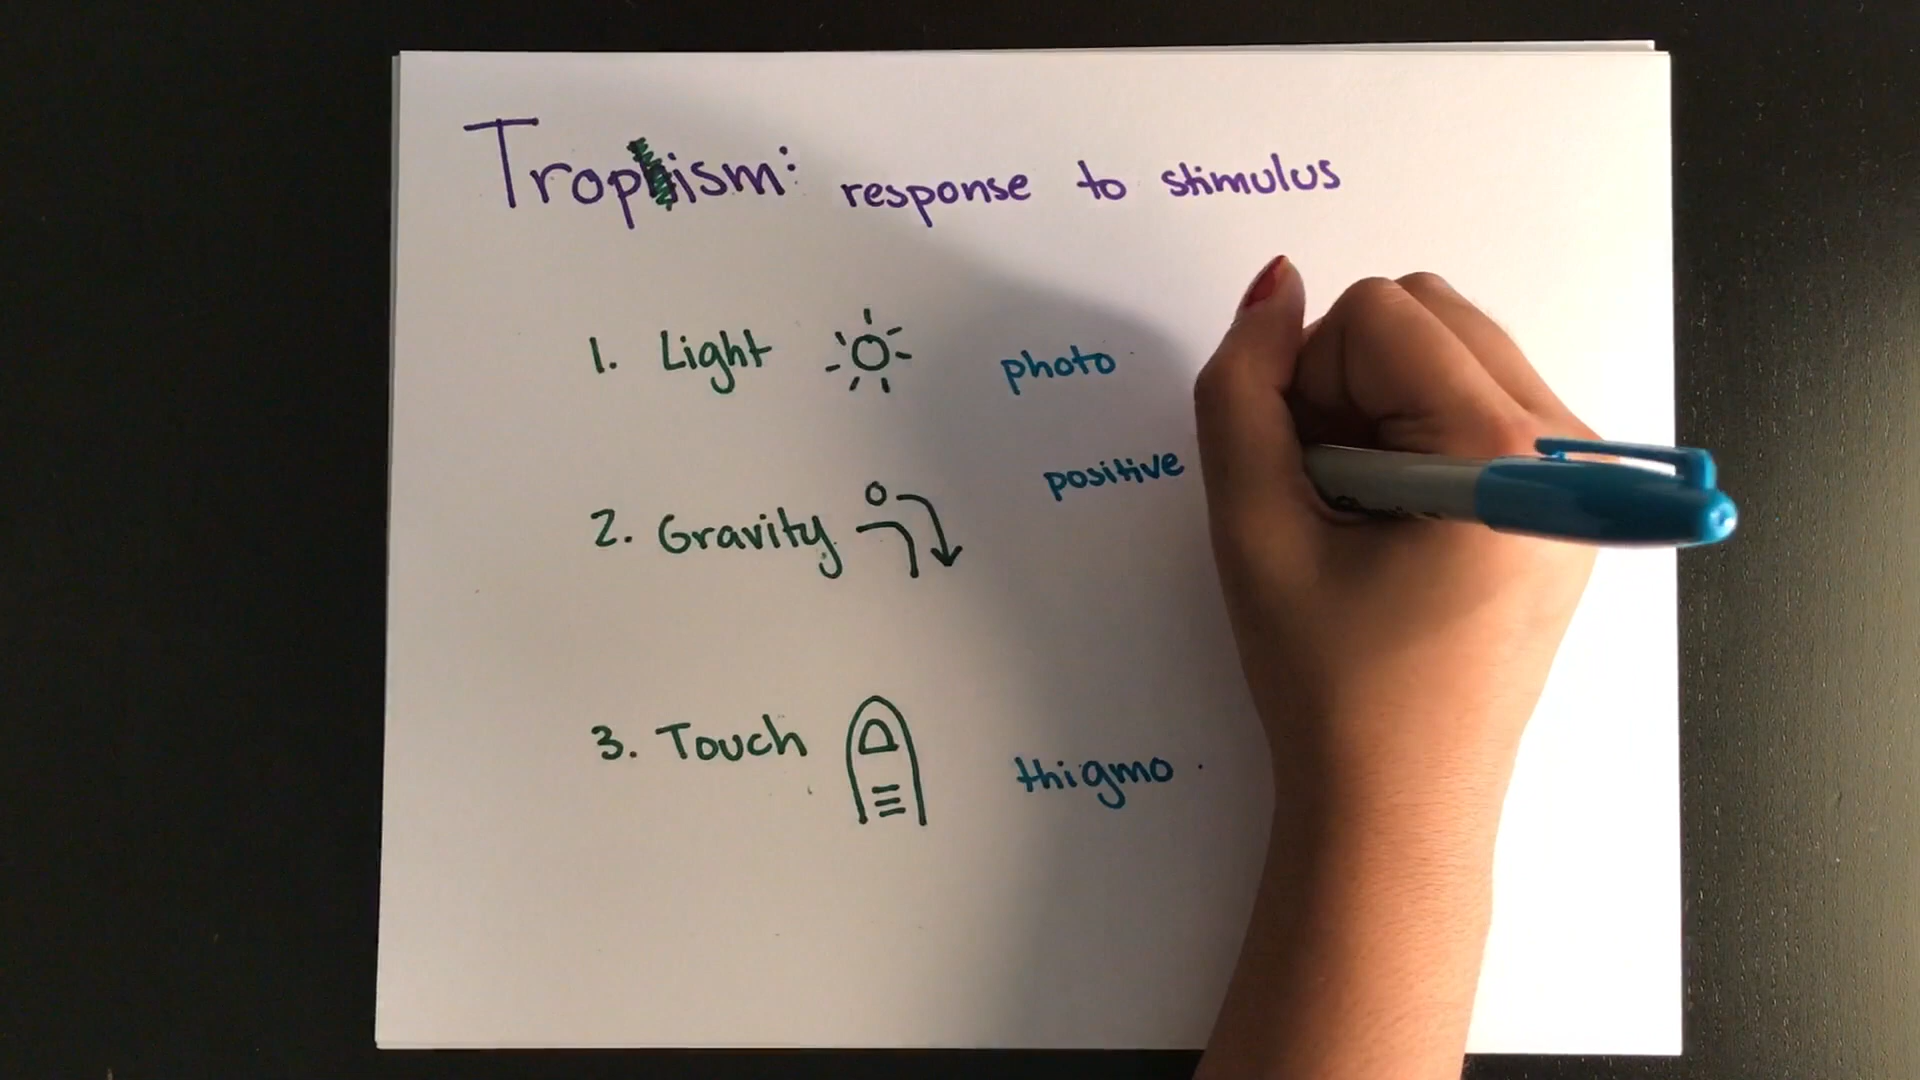 Tropism: response to stimulus
1. Light photo
positive
2. Gravity
3. Touch thigmo